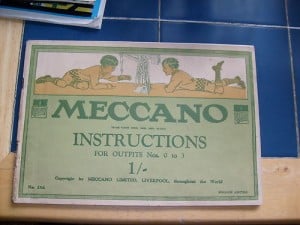 MECCANO
INSTRUCTIONS
FOR OUTFITS Nos. 0 to 3
1/-
Copyright by MECCANO LIMITED, LIVERPOOL, throughout the World